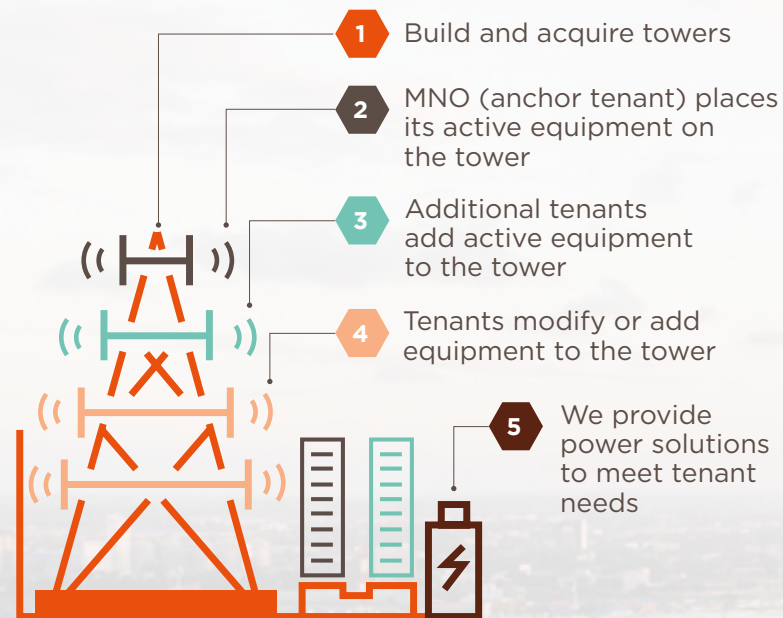 1 Build and acquire towers
2 MNO (anchor tenant) places
its active equipment on
the tower
3 Additional tenants
add active equipment
to the tower
4 Tenants modify or add
equipment to the tower
5 We provide
power solutions
to meet tenant
needs